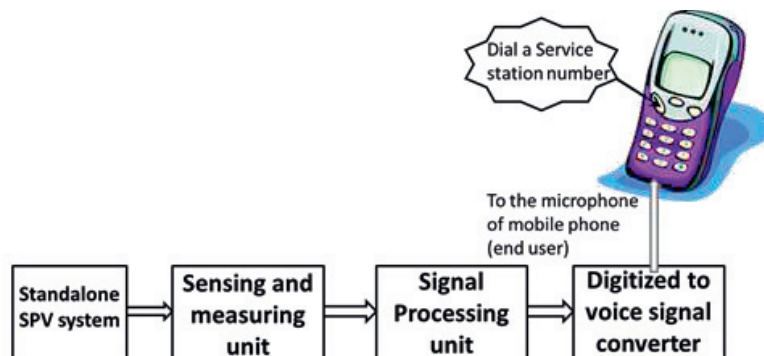 Dial a Service
station number
To the microphone
of mobile phone
(end user)
Standalone
SPV system
Sensing and
measuring
unit
Signal
Processing
unit
Digitized to
voice signal
converter